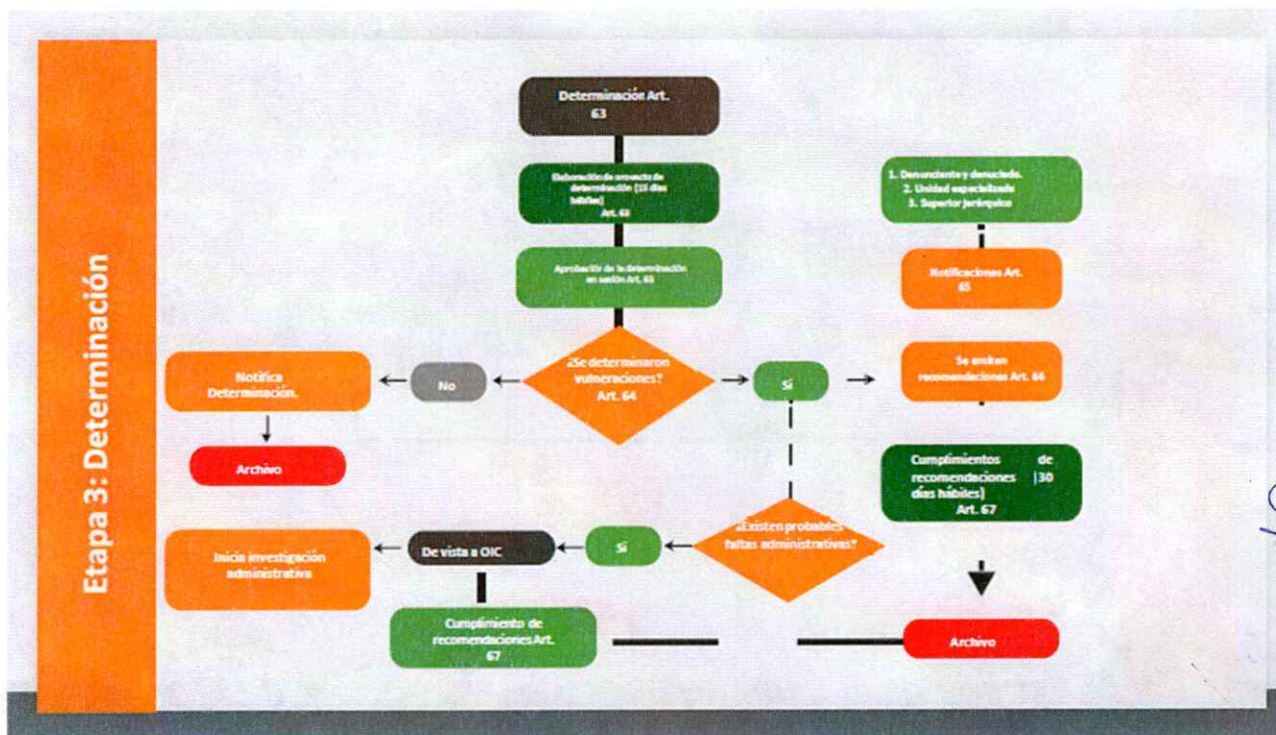 Etapa 3: Determinación
Determinación Art.
63
Elaboración de proyecto de
determinación (15 días
hábiles)
Art. 63
Aprobación de la determinación
en sesión Art. 63
¿Se determinaron
vulneraciones?
Art. 64
No
Notifica
Determinación.
Archivo
Sí
1. Denunciante y denuciado.
2. Unidad especializada
3. Superior jerárquico
Notificaciones Art.
65
Se emiten
recomendaciones Art. 66
Cumplimientos de
recomendaciones (30
días hábiles)
Art. 67
Archivo
¿Existen probables
faltas administrativas?
Si
De vista a OIC
Inicia investigación
administrativa
Cumplimiento de
recomendaciones Art.
67